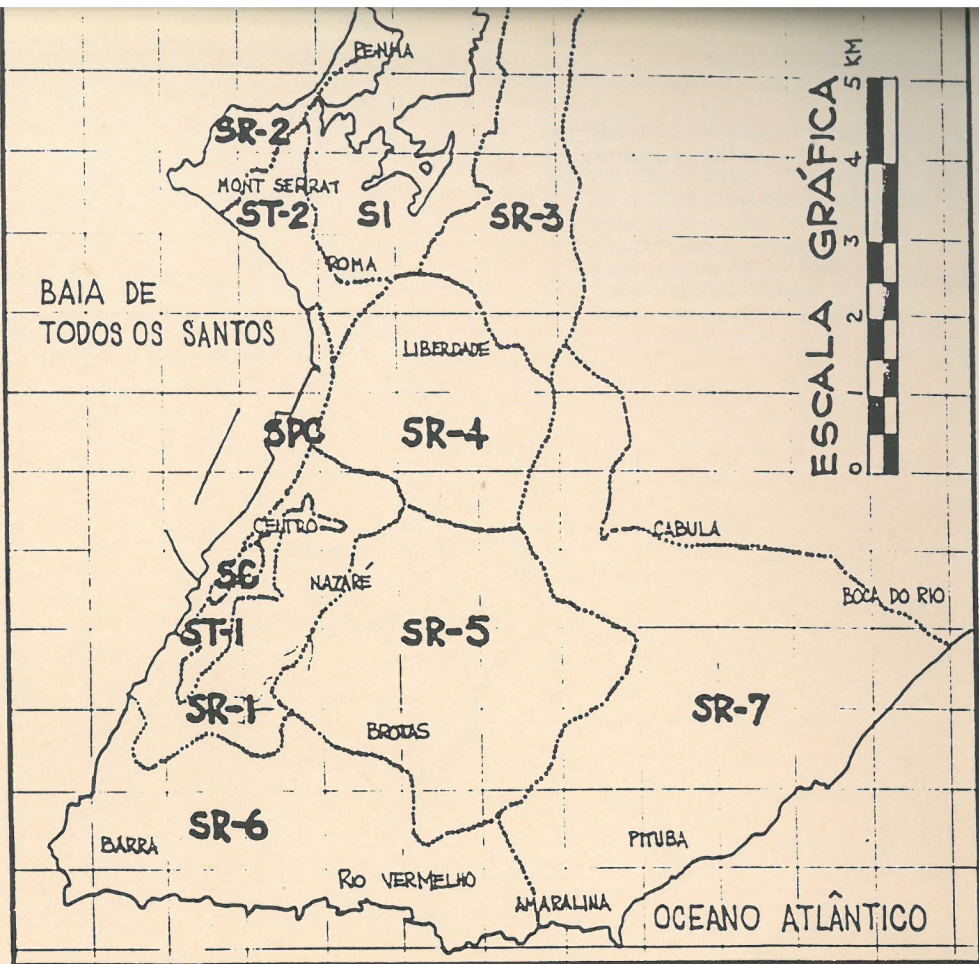 PENHA
SR-2
MONT SERRAT
ST-2
SI
SR-3
ROMA
BAIA DE
TODOS OS SANTOS
LIBERDADE
SPC
SR-4
CENTRO
CABULA
SC
NAZARÉ
BOCA DO RIO
ST-1
SR-5
SR-1
SR-7
BROTAS
SR-6
BARRA
PITUBA
RIO VERMELHO
AMARALINA
OCEANO ATLÂNTICO
ESCALA GRÁFICA
0 1 2 3 4 5 KM